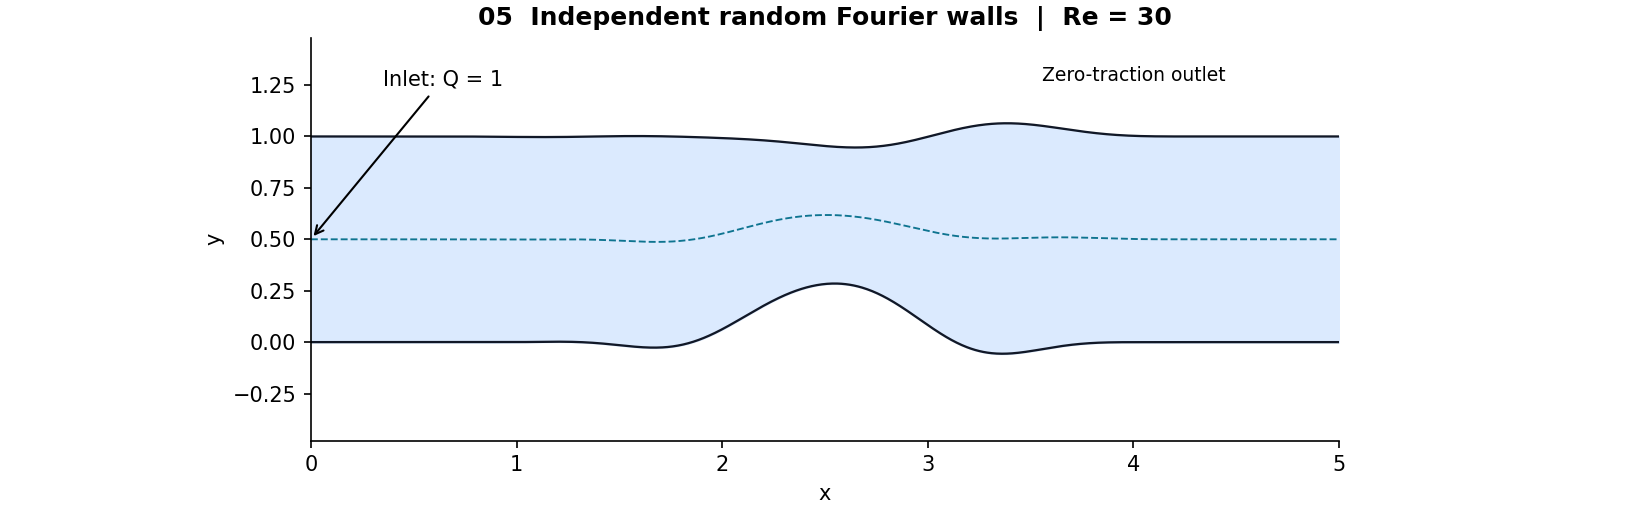 05  Independent random Fourier walls  |  Re = 30
Inlet: Q = 1
Zero-traction outlet
1.25
1.00
0.75
0.50
0.25
0.00
−0.25
y
0 1 2 3 4 5
x